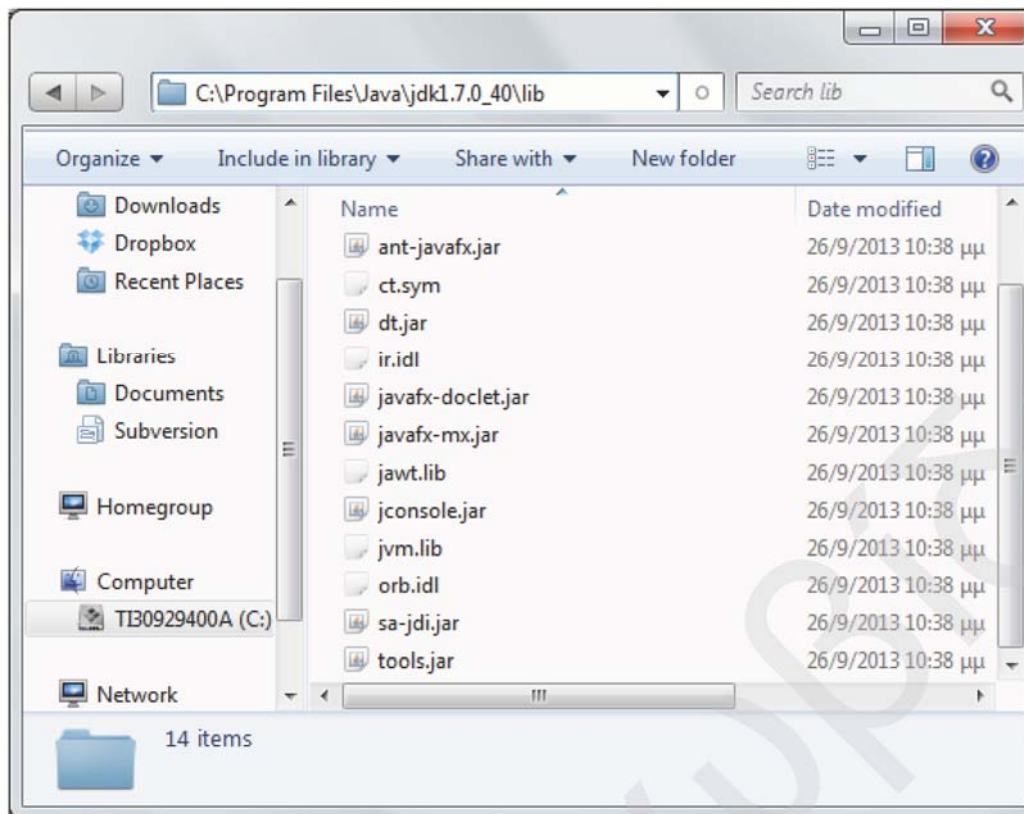 C:\Program Files\Java\jdk1.7.0_40\lib
Search lib
Organize Include in library Share with New folder
Downloads
Dropbox
Recent Places
Libraries
Documents
Subversion
Homegroup
Computer
TI30929400A (C:)
Network
Name Date modified
ant-javafx.jar 26/9/2013 10:38 μμ
ct.sym 26/9/2013 10:38 μμ
dt.jar 26/9/2013 10:38 μμ
ir.idl 26/9/2013 10:38 μμ
javafx-doclet.jar 26/9/2013 10:38 μμ
javafx-mx.jar 26/9/2013 10:38 μμ
jawt.lib 26/9/2013 10:38 μμ
jconsole.jar 26/9/2013 10:38 μμ
jvm.lib 26/9/2013 10:38 μμ
orb.idl 26/9/2013 10:38 μμ
sa-jdi.jar 26/9/2013 10:38 μμ
tools.jar 26/9/2013 10:38 μμ
14 items